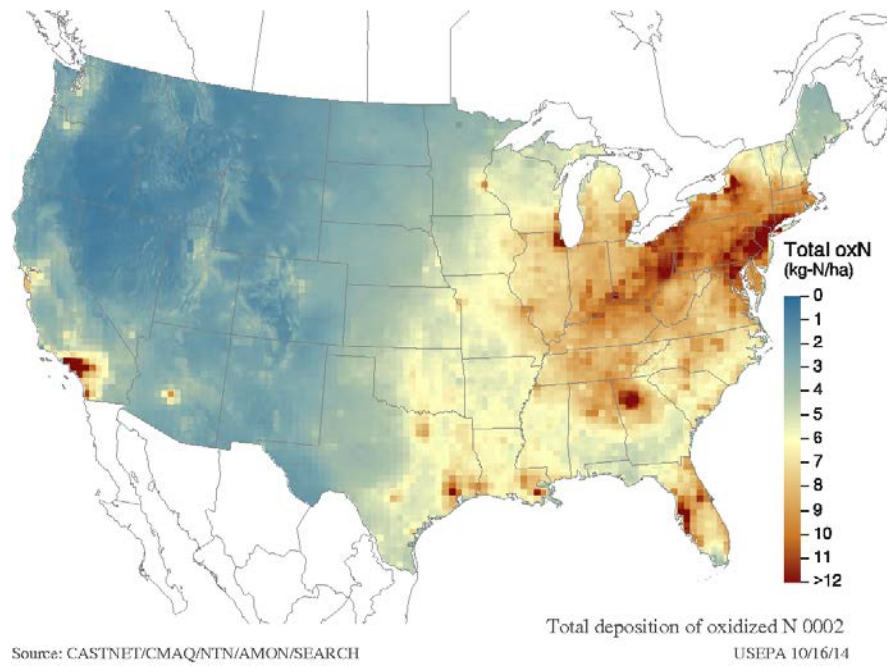 Total oxN
(kg-N/ha)
0
1
2
3
4
5
6
7
8
9
10
11
>12
Total deposition of oxidized N 0002
Source: CASTNET/CMAQ/NTN/AMON/SEARCH
USEPA 10/16/14